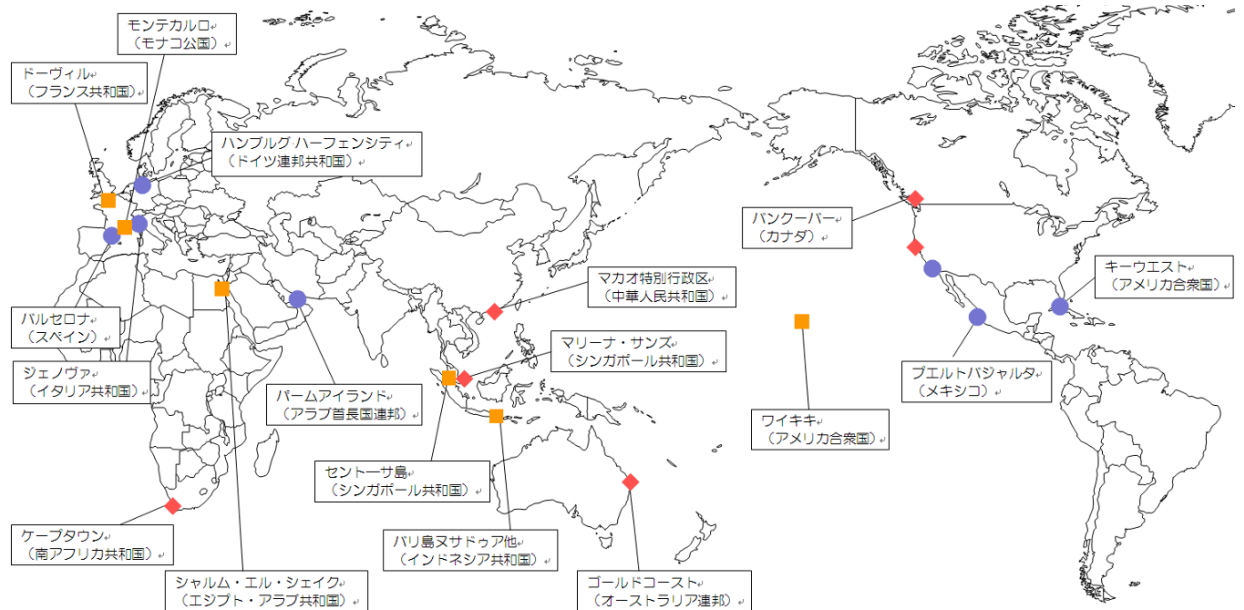 モンテカルロ
（モナコ公国）
ドーヴィル
（フランス共和国）
ハンブルグ ハーフェンシティ
（ドイツ連邦共和国）
バンクーバー
（カナダ）
マカオ特別行政区
（中華人民共和国）
キーウエスト
（アメリカ合衆国）
バルセロナ
（スペイン）
マリーナ・サンズ
（シンガポール共和国）
ジェノヴァ
（イタリア共和国）
パームアイランド
（アラブ首長国連邦）
プエルトバジャルタ
（メキシコ）
ワイキキ
（アメリカ合衆国）
セントーサ島
（シンガポール共和国）
ケープタウン
（南アフリカ共和国）
バリ島ヌサドゥア他
（インドネシア共和国）
シャルム・エル・シェイク
（エジプト・アラブ共和国）
ゴールドコースト
（オーストラリア連邦）